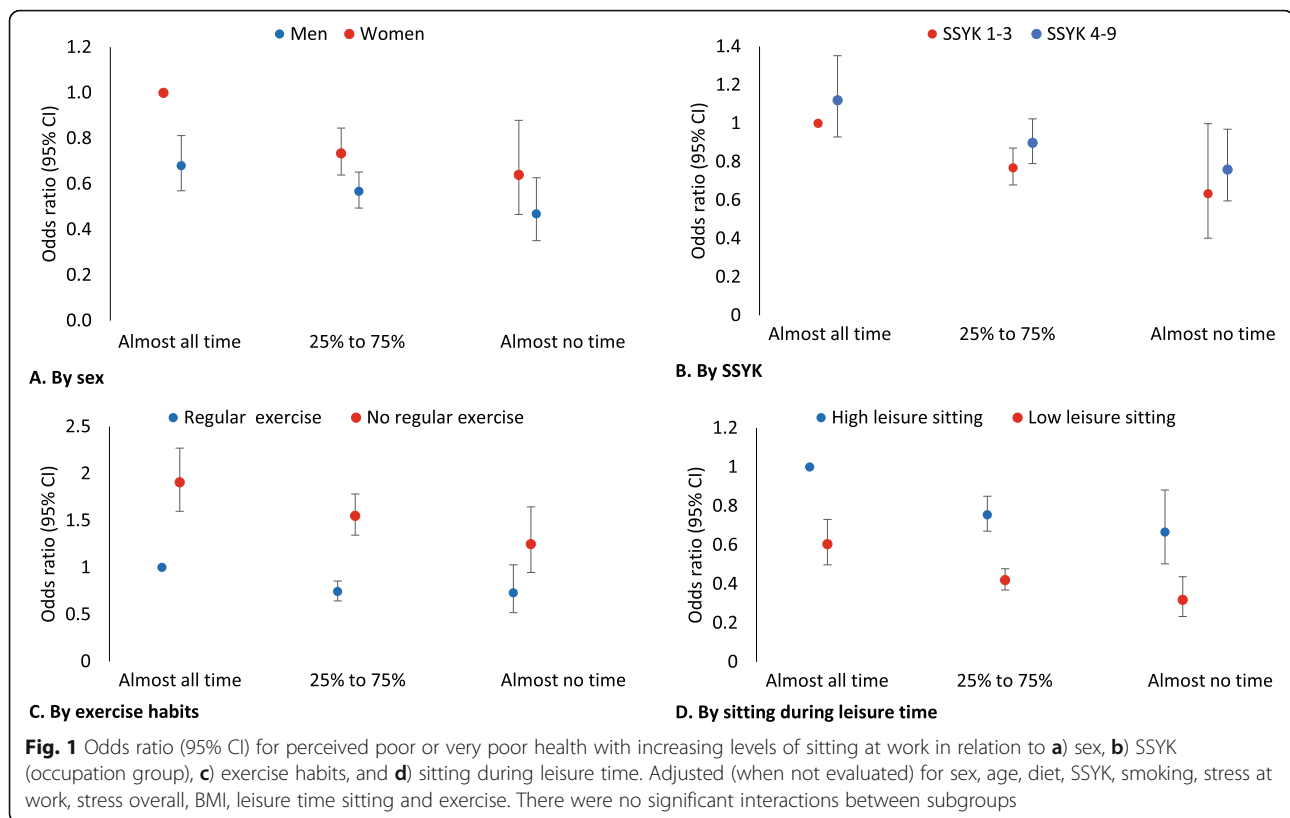 Men Women
1.2
1.0
0.8
0.6
0.4
0.2
0.0
Odds ratio (95% CI)
Almost all time 25% to 75% Almost no time
A. By sex
SSYK 1-3 SSYK 4-9
1.4
1.2
1
0.8
0.6
0.4
0.2
0
Odds ratio (95% CI)
Almost all time 25% to 75% Almost no time
B. By SSYK
Regular exercise No regular exercise
2.5
2
1.5
1
0.5
0
Odds ratio (95% CI)
Almost all time 25% to 75% Almost no time
C. By exercise habits
High leisure sitting Low leisure sitting
1.2
1
0.8
0.6
0.4
0.2
0
Odds ratio (95% CI)
Almost all time 25% to 75% Almost no time
D. By sitting during leisure time
Fig. 1 Odds ratio (95% CI) for perceived poor or very poor health with increasing levels of sitting at work in relation to a) sex, b) SSYK
(occupation group), c) exercise habits, and d) sitting during leisure time. Adjusted (when not evaluated) for sex, age, diet, SSYK, smoking, stress at
work, stress overall, BMI, leisure time sitting and exercise. There were no significant interactions between subgroups